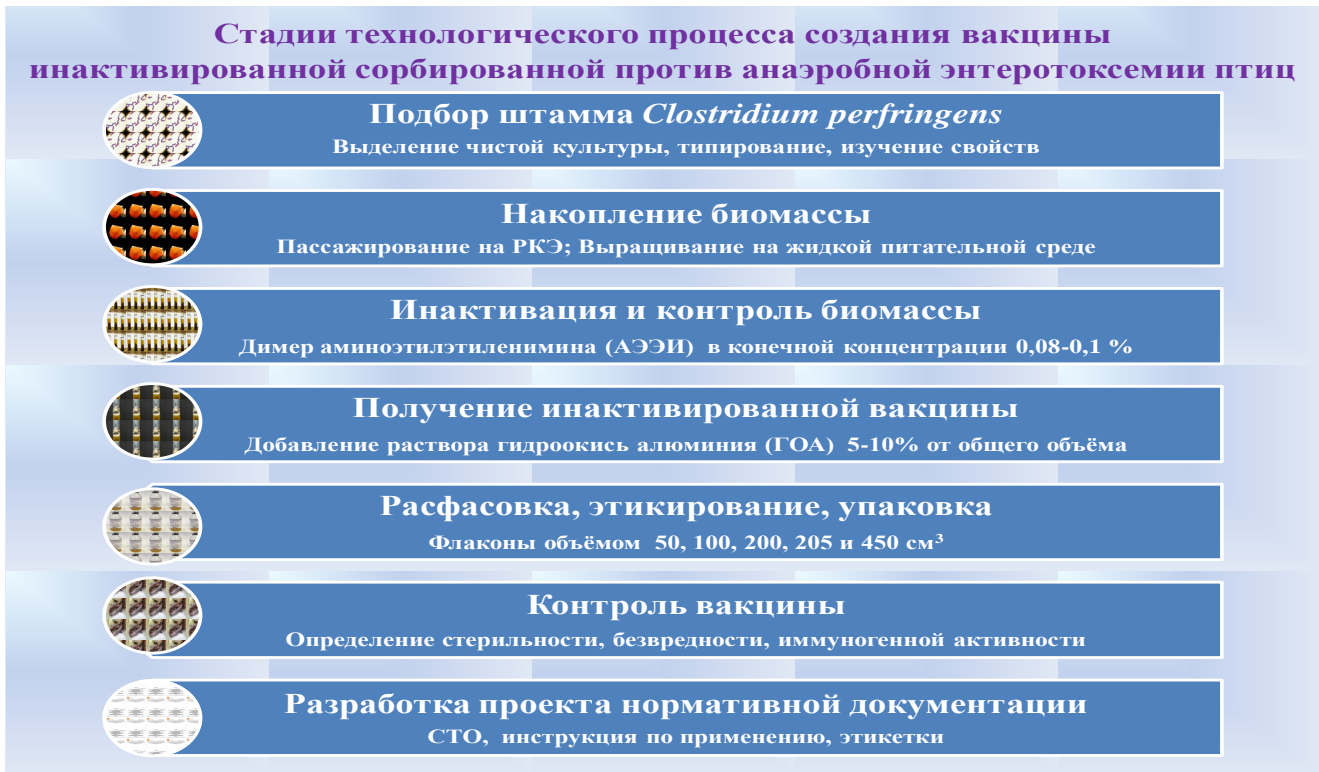 Стадии технологического процесса создания вакцины
инактивированной сорбированной против анаэробной энтеротоксемии птиц
Подбор штамма Clostridium perfringens
Выделение чистой культуры, типирование, изучение свойств
Накопление биомассы
Пассажирование на РКЭ; Выращивание на жидкой питательной среде
Инактивация и контроль биомассы
Димер аминоэтилэтиленимина (АЭЭИ) в конечной концентрации 0,08-0,1 %
Получение инактивированной вакцины
Добавление раствора гидроокись алюминия (ГОА) 5-10% от общего объёма
Расфасовка, этикирование, упаковка
Флаконы объёмом 50, 100, 200, 205 и 450 см³
Контроль вакцины
Определение стерильности, безвредности, иммуногенной активности
Разработка проекта нормативной документации
СТО, инструкция по применению, этикетки